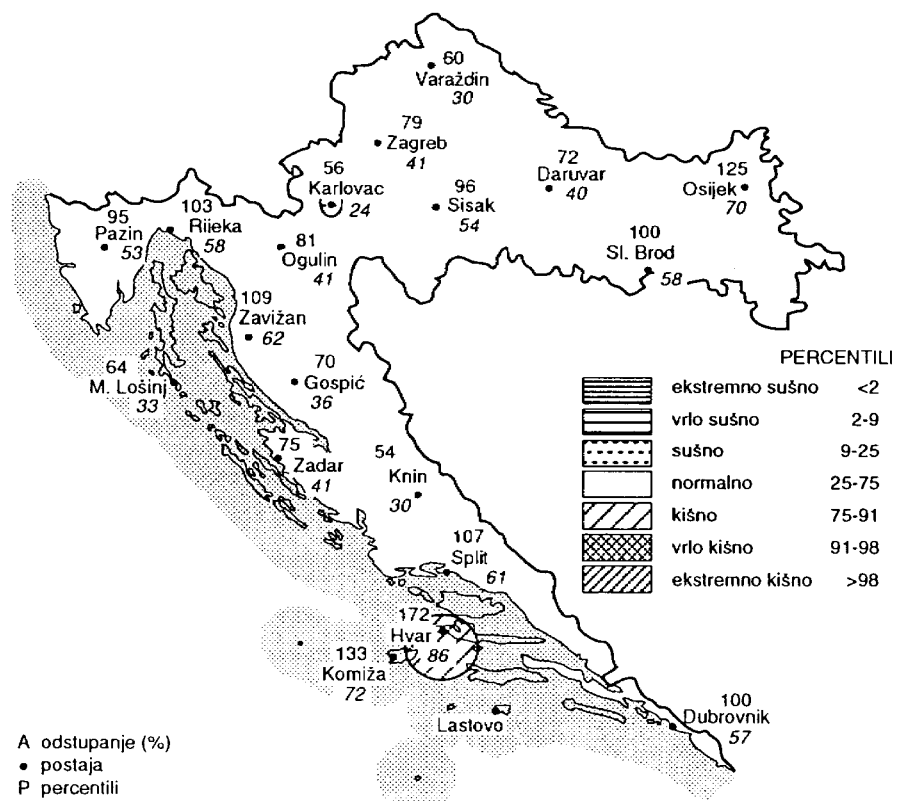 60
Varaždin
30
79
Zagreb
41
56
Karlovac
24
72
Daruvar
40
125
Osijek
70
96
Sisak
54
95
Pazin
53
103
Rijeka
58
81
Ogulin
41
100
Sl. Brod
58
109
Zavižan
62
64
M. Lošinj
33
70
Gospić
36
75
Zadar
41
54
Knin
30
107
Split
61
172
Hvar
86
133
Komiža
72
Lastovo
100
Dubrovnik
57
PERCENTILI
ekstremno sušno <2
vrlo sušno 2-9
sušno 9-25
normalno 25-75
kišno 75-91
vrlo kišno 91-98
ekstremno kišno >98
A odstupanje (%)
• postaja
P percentili